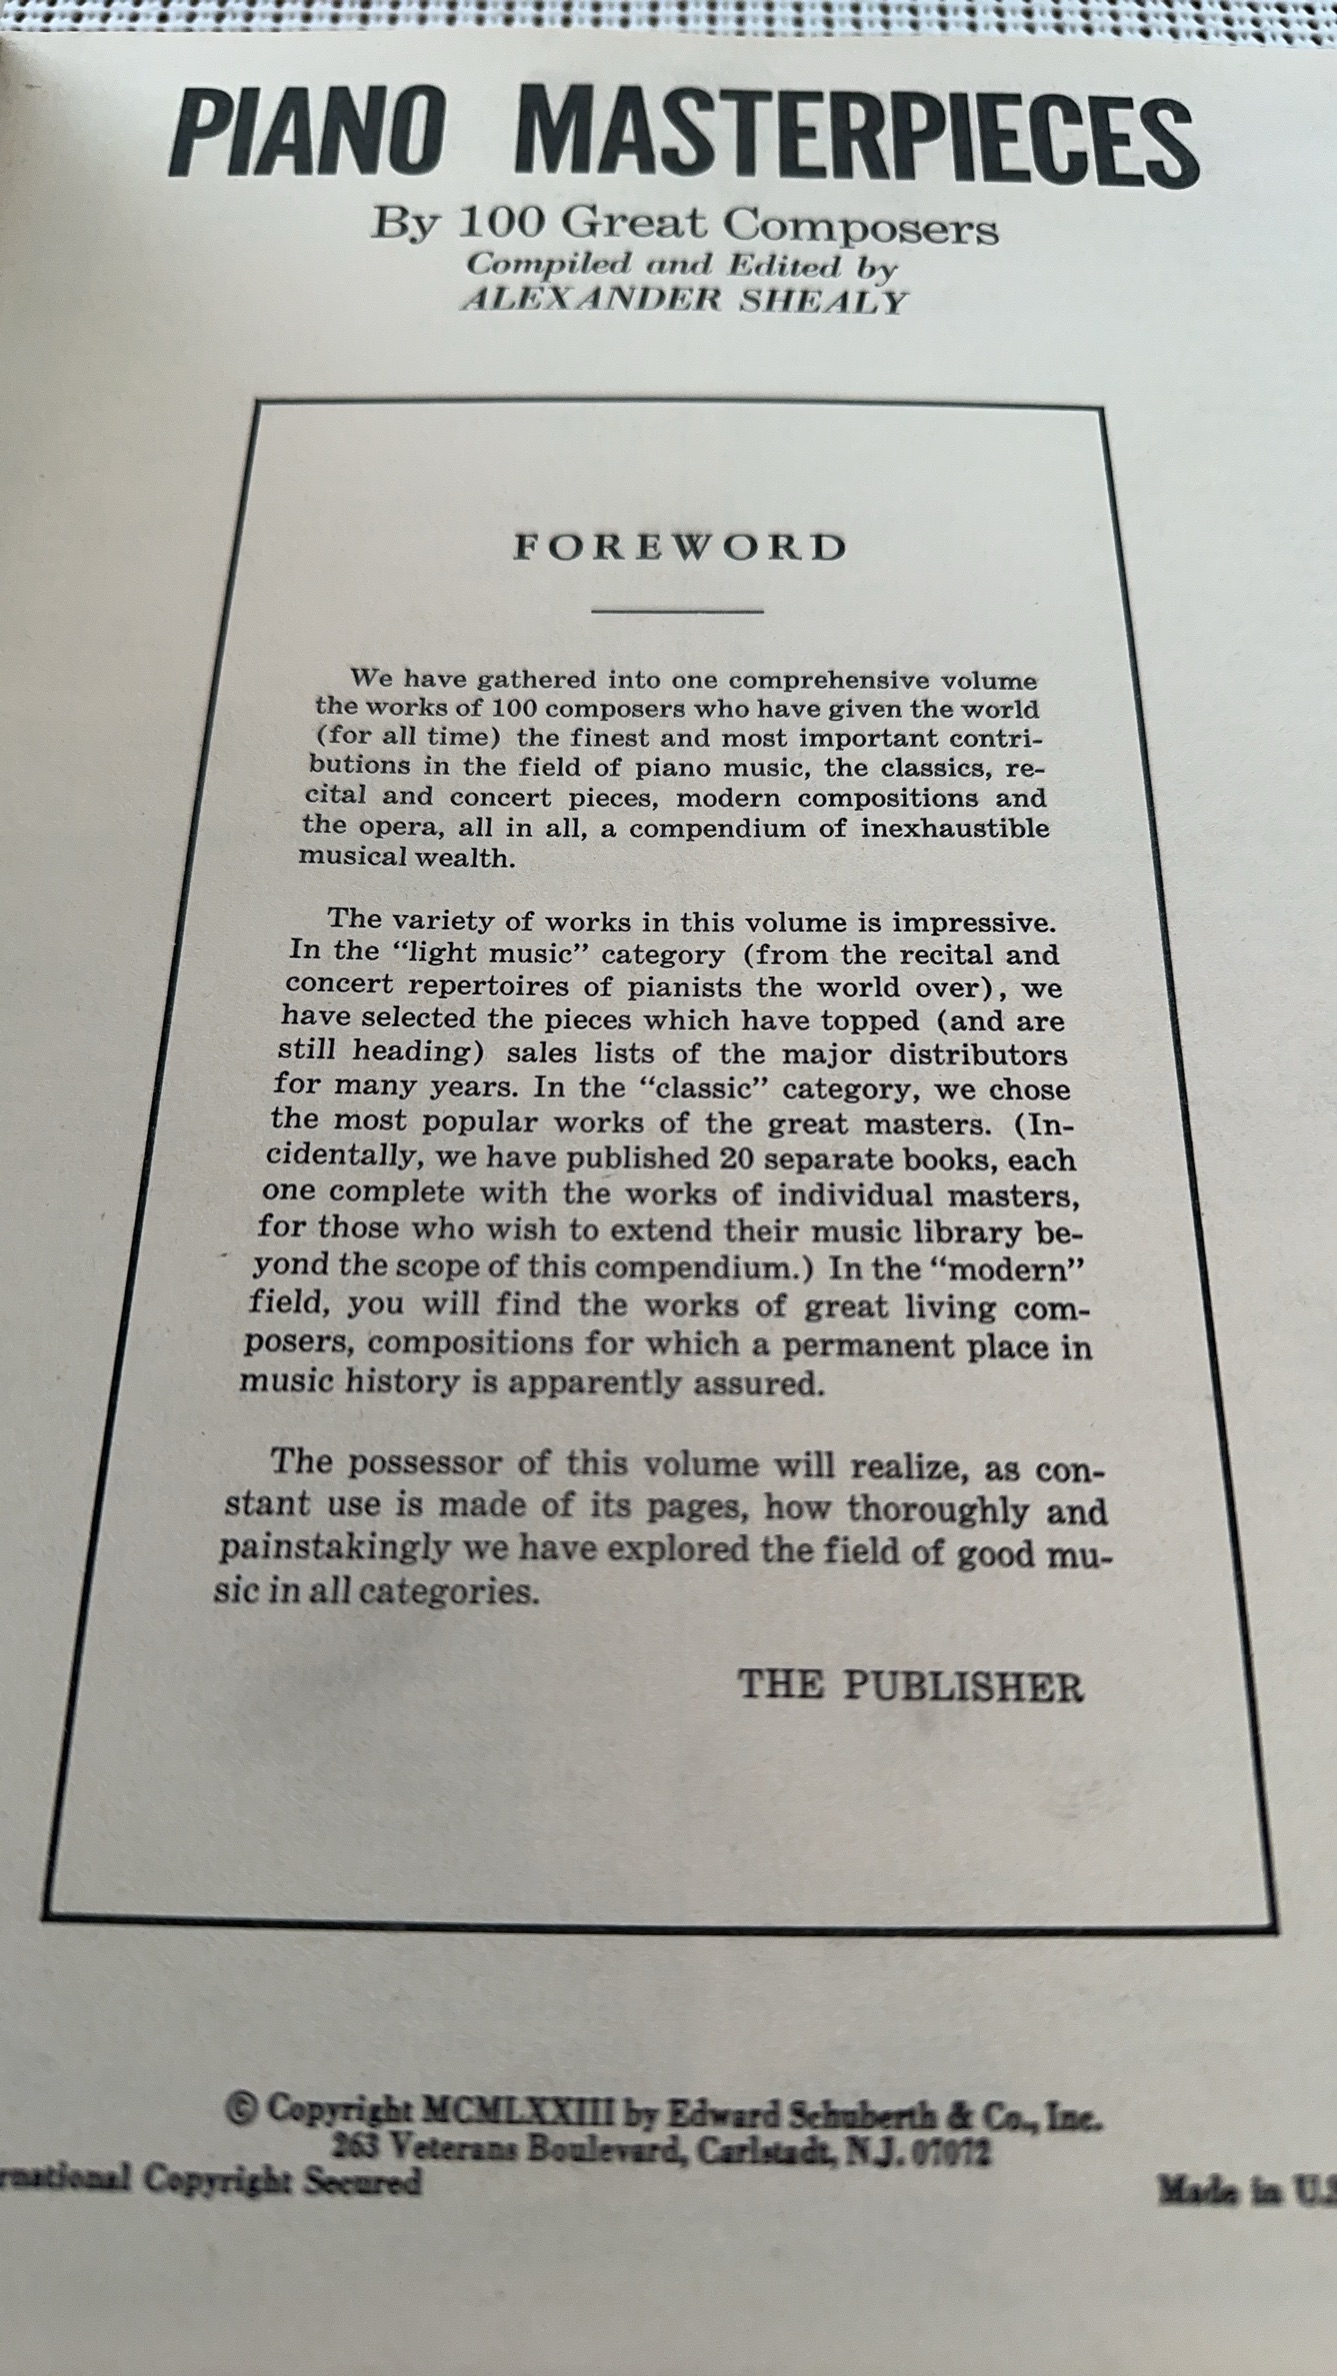 PIANO MASTERPIECES
By 100 Great Composers
Compiled and Edited by
ALEXANDER SHEALY
FOREWORD
We have gathered into one comprehensive volume
the works of 100 composers who have given the world
(for all time) the finest and most important contri-
butions in the field of piano music, the classics, re-
cital and concert pieces, modern compositions and
the opera, all in all, a compendium of inexhaustible
musical wealth.
The variety of works in this volume is impressive.
In the “light music” category (from the recital and
concert repertoires of pianists the world over), we
have selected the pieces which have topped (and are
still heading) sales lists of the major distributors
for many years. In the “classic” category, we chose
the most popular works of the great masters. (In-
cidentally, we have published 20 separate books, each
one complete with the works of individual masters,
for those who wish to extend their music library be-
yond the scope of this compendium.) In the “modern”
field, you will find the works of great living com-
posers, compositions for which a permanent place in
music history is apparently assured.
The possessor of this volume will realize, as con-
stant use is made of its pages, how thoroughly and
painstakingly we have explored the field of good mu-
sic in all categories.
THE PUBLISHER
© Copyright MCMLXXIII by Edward Schuberth & Co., Inc.
263 Veterans Boulevard, Carlstadt, N.J. 07072
rnational Copyright Secured
Made in U.S